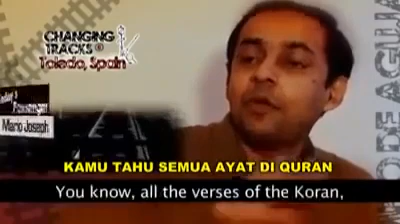 CHANGING
TRACKS®
Toledo, Spain
Passenger
Mario Joseph
KAMU TAHU SEMUA AYAT DI QURAN
You know, all the verses of the Koran,